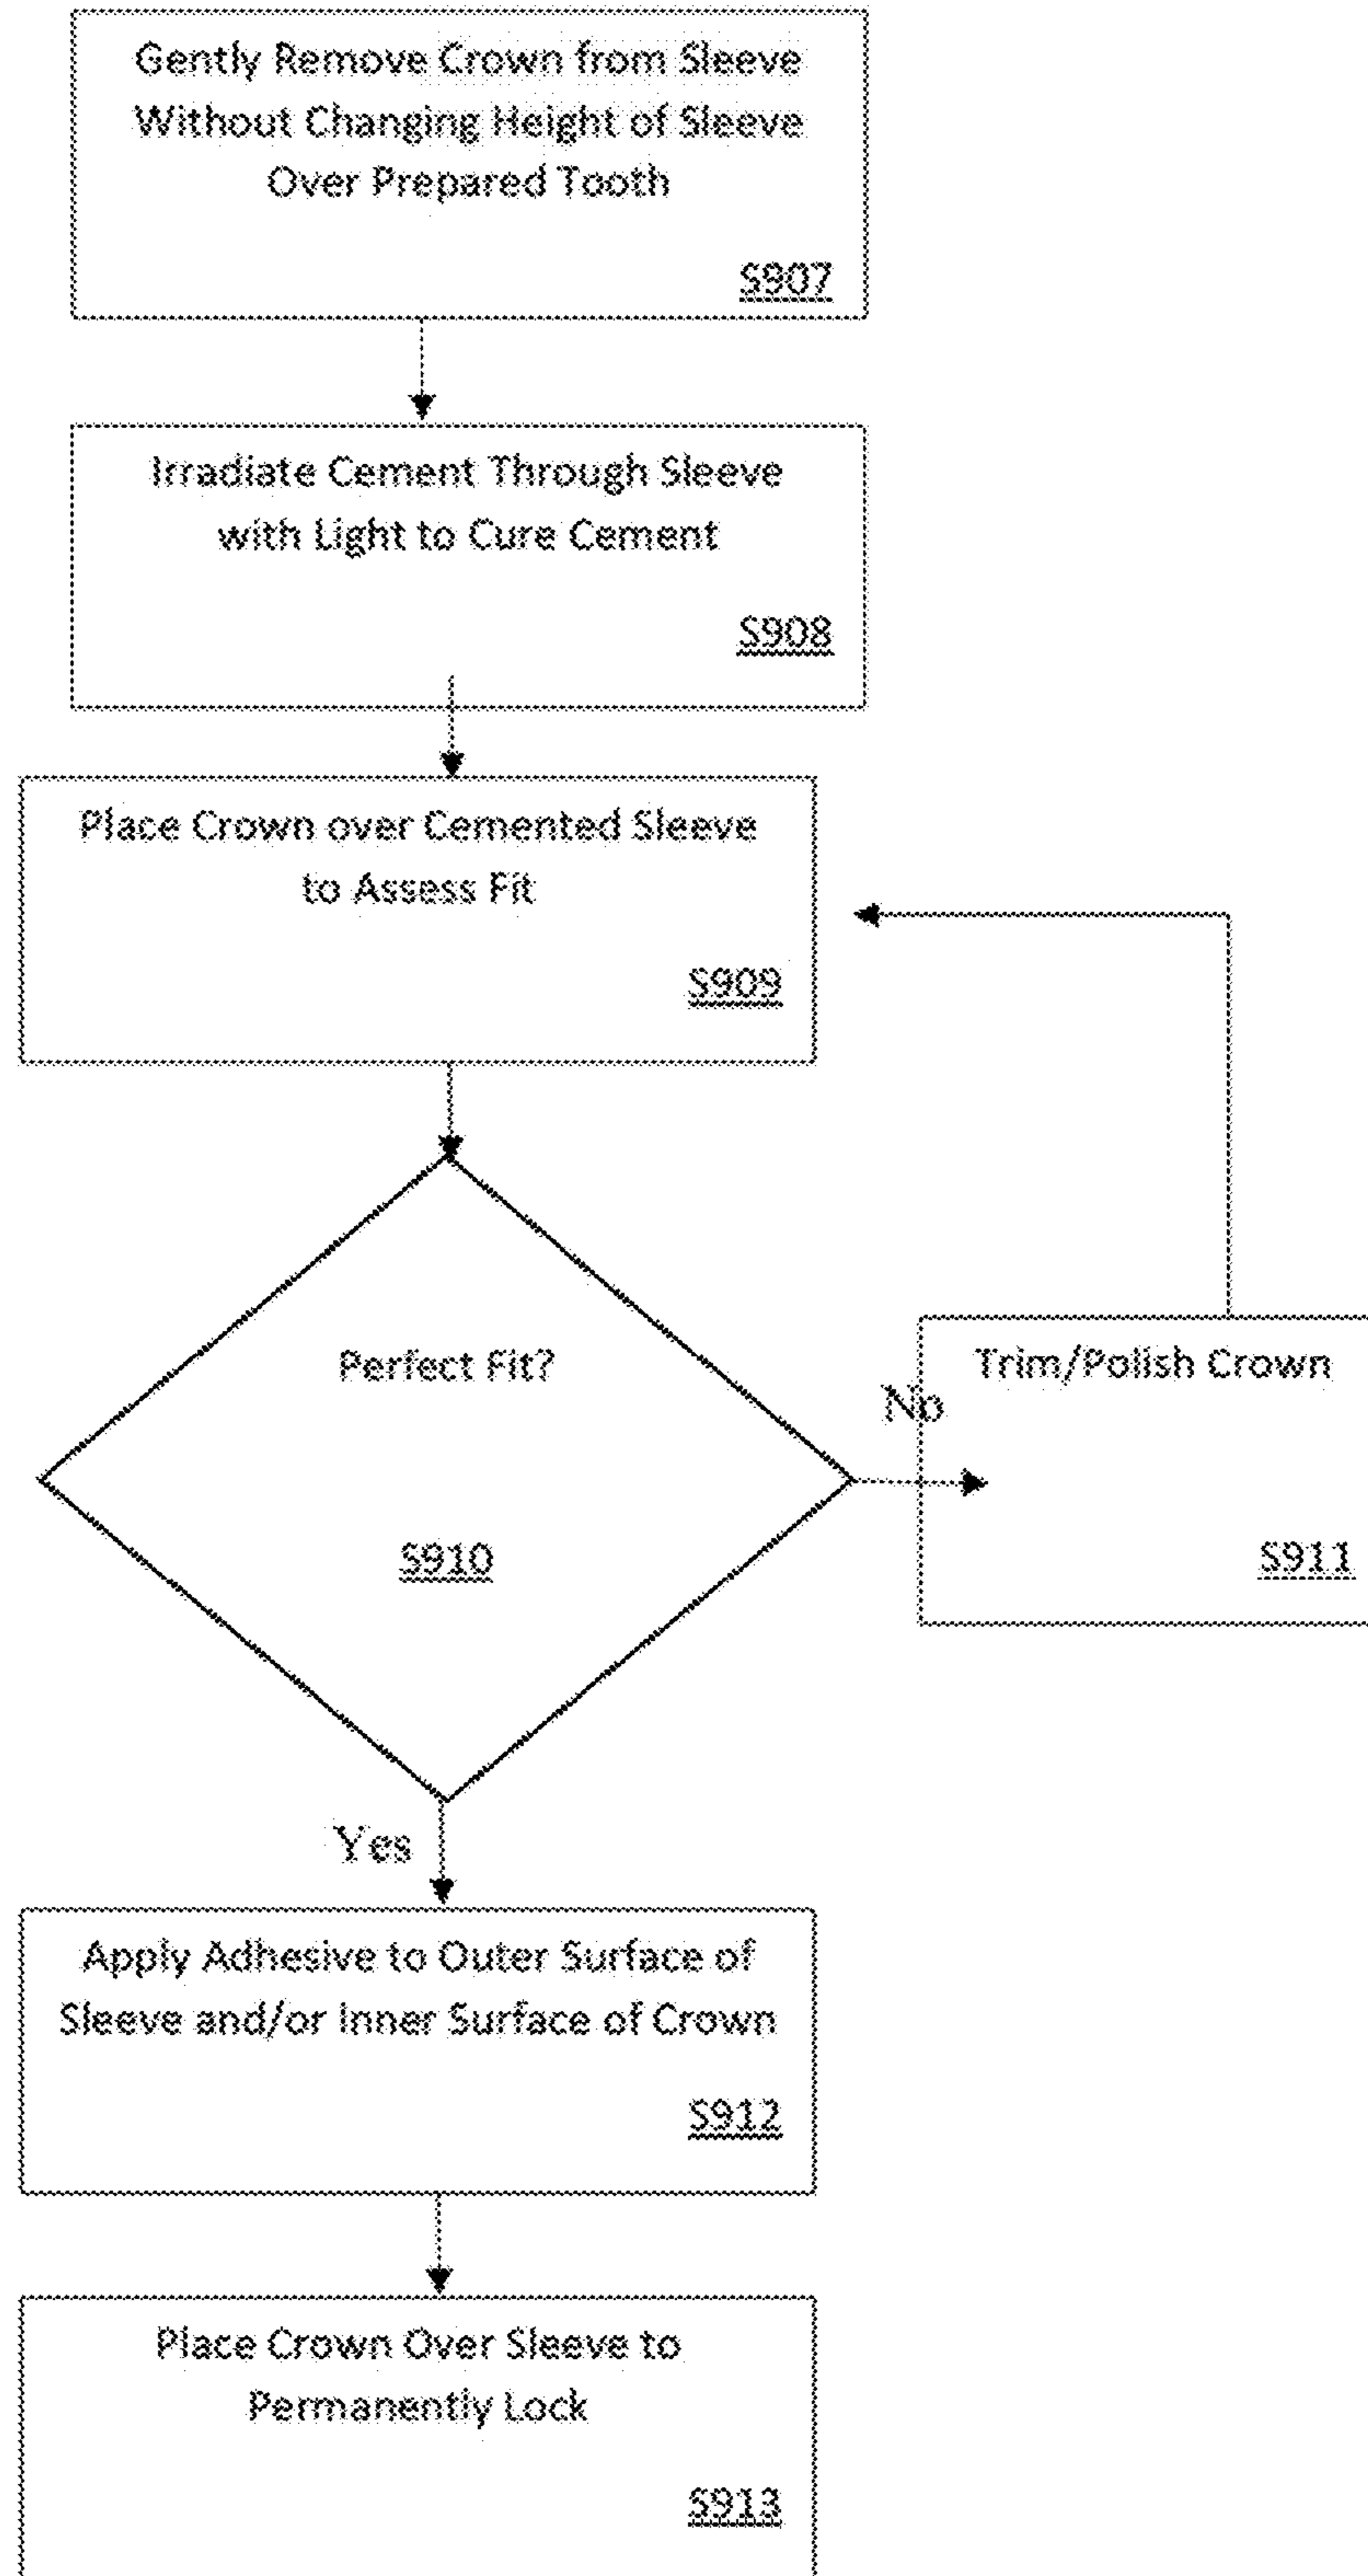 Gently Remove Crown from Sleeve
Without Changing Height of Sleeve
Over Prepared Tooth
S907
Irradiate Cement Through Sleeve
with Light to Cure Cement
S908
Place Crown over Cemented Sleeve
to Assess Fit
S909
Perfect Fit?
S910
No
Trim/Polish Crown
S911
Yes
Apply Adhesive to Outer Surface of
Sleeve and/or Inner Surface of Crown
S912
Place Crown Over Sleeve to
Permanently Lock
S913